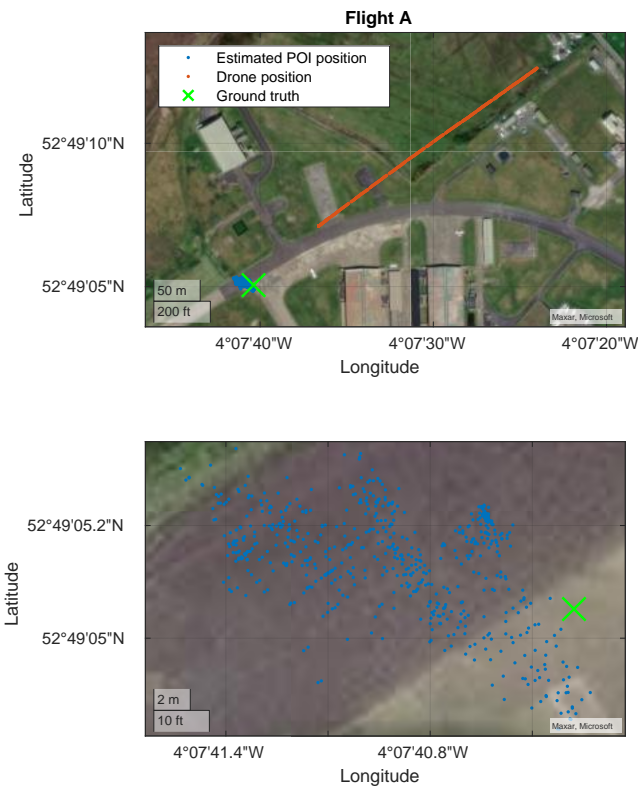 Flight A
Estimated POI position
Drone position
Ground truth
52°49'10"N
Latitude
52°49'05"N
50 m
200 ft
Maxar, Microsoft
4°07'40"W
4°07'30"W
4°07'20"W
Longitude
52°49'05.2"N
Latitude
52°49'05"N
2 m
10 ft
Maxar, Microsoft
4°07'41.4"W
4°07'40.8"W
Longitude